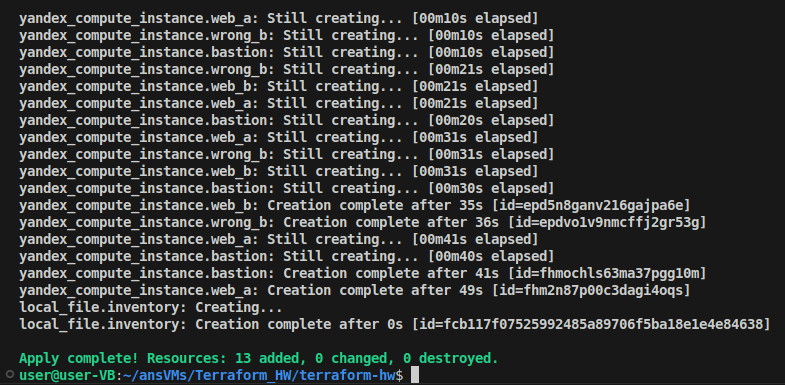 yandex_compute_instance.web_a: Still creating... [00m10s elapsed]
yandex_compute_instance.wrong_b: Still creating... [00m10s elapsed]
yandex_compute_instance.bastion: Still creating... [00m10s elapsed]
yandex_compute_instance.wrong_b: Still creating... [00m21s elapsed]
yandex_compute_instance.web_b: Still creating... [00m21s elapsed]
yandex_compute_instance.web_a: Still creating... [00m21s elapsed]
yandex_compute_instance.bastion: Still creating... [00m20s elapsed]
yandex_compute_instance.web_a: Still creating... [00m31s elapsed]
yandex_compute_instance.wrong_b: Still creating... [00m31s elapsed]
yandex_compute_instance.web_b: Still creating... [00m31s elapsed]
yandex_compute_instance.bastion: Still creating... [00m30s elapsed]
yandex_compute_instance.web_b: Creation complete after 35s [id=epd5n8ganv216gajpa6e]
yandex_compute_instance.wrong_b: Creation complete after 36s [id=epdvo1v9nmcffj2gr53g]
yandex_compute_instance.web_a: Still creating... [00m41s elapsed]
yandex_compute_instance.bastion: Still creating... [00m40s elapsed]
yandex_compute_instance.bastion: Creation complete after 41s [id=fhmochls63ma37pgg10m]
yandex_compute_instance.web_a: Creation complete after 49s [id=fhm2n87p00c3dagi4oqs]
local_file.inventory: Creating...
local_file.inventory: Creation complete after 0s [id=fcb117f07525992485a89706f5ba18e1e4e84638]
Apply complete! Resources: 13 added, 0 changed, 0 destroyed.
user@user-VB:~/ansVMs/Terraform_HW/terraform-hw$